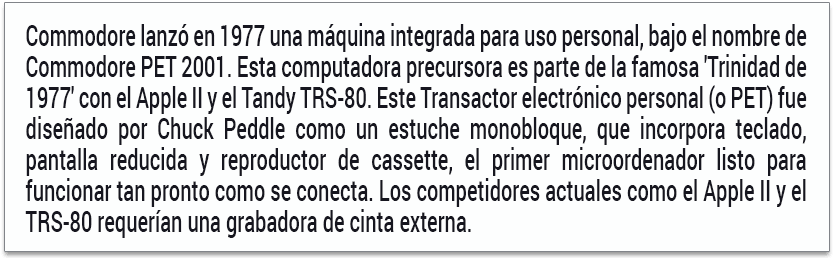 Commodore lanzó en 1977 una máquina integrada para uso personal, bajo el nombre de
Commodore PET 2001. Esta computadora precursora es parte de la famosa 'Trinidad de
1977' con el Apple II y el Tandy TRS-80. Este Transactor electrónico personal (o PET) fue
diseñado por Chuck Peddle como un estuche monobloque, que incorpora teclado,
pantalla reducida y reproductor de cassette, el primer microordenador listo para
funcionar tan pronto como se conecta. Los competidores actuales como el Apple II y el
TRS-80 requerían una grabadora de cinta externa.